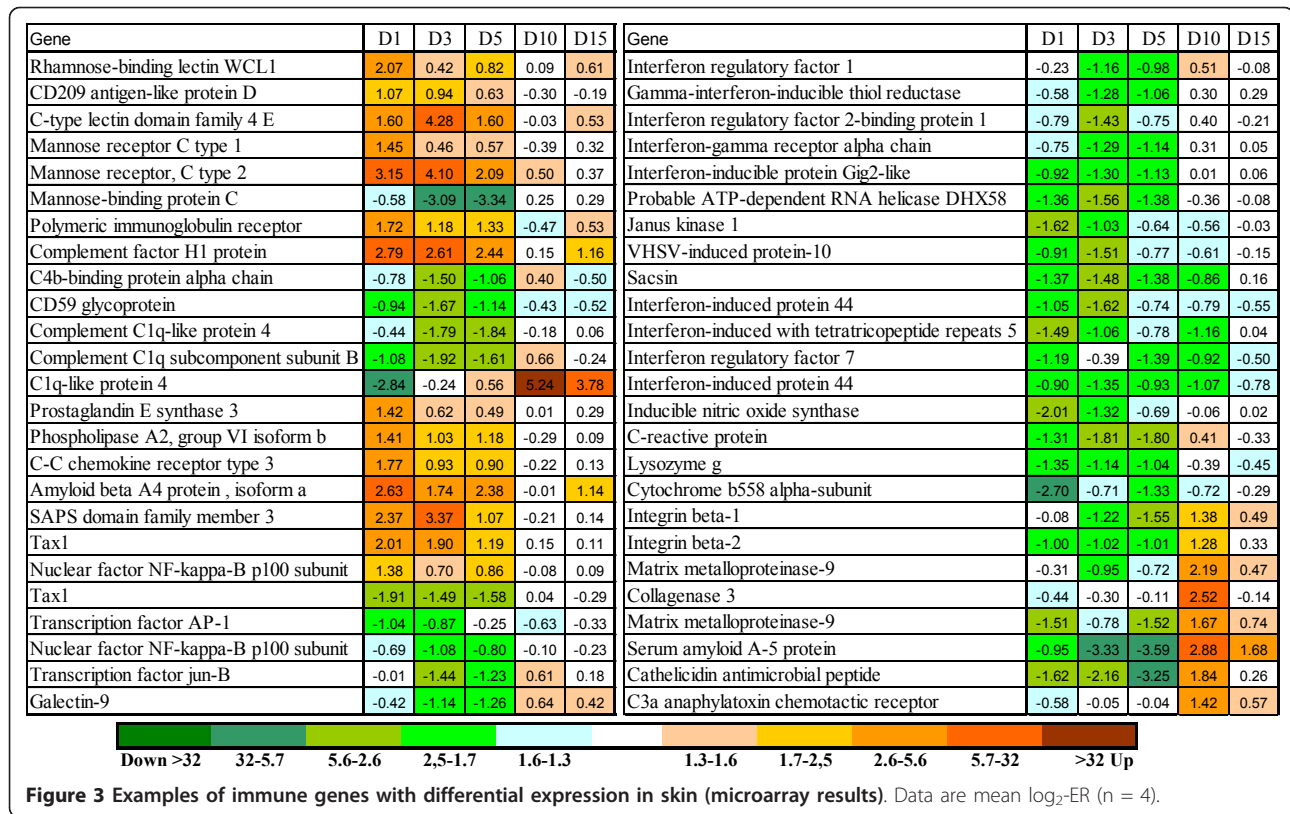 Gene D1 D3 D5 D10 D15
Rhamnose-binding lectin WCL1 2.07 0.42 0.82 0.09 0.61
CD209 antigen-like protein D 1.07 0.94 0.63 -0.30 -0.19
C-type lectin domain family 4 E 1.60 4.28 1.60 -0.03 0.53
Mannose receptor C type 1 1.45 0.46 0.57 -0.39 0.32
Mannose receptor, C type 2 3.15 4.10 2.09 0.50 0.37
Mannose-binding protein C -0.58 -3.09 -3.34 0.25 0.29
Polymeric immunoglobulin receptor 1.72 1.18 1.33 -0.47 0.53
Complement factor H1 protein 2.79 2.61 2.44 0.15 1.16
C4b-binding protein alpha chain -0.78 -1.50 -1.06 0.40 -0.50
CD59 glycoprotein -0.94 -1.67 -1.14 -0.43 -0.52
Complement C1q-like protein 4 -0.44 -1.79 -1.84 -0.18 0.06
Complement C1q subcomponent subunit B -1.08 -1.92 -1.61 0.66 -0.24
C1q-like protein 4 -2.84 -0.24 0.56 5.24 3.78
Prostaglandin E synthase 3 1.42 0.62 0.49 0.01 0.29
Phospholipase A2, group VI isoform b 1.41 1.03 1.18 -0.29 0.09
C-C chemokine receptor type 3 1.77 0.93 0.90 -0.22 0.13
Amyloid beta A4 protein , isoform a 2.63 1.74 2.38 -0.01 1.14
SAPS domain family member 3 2.37 3.37 1.07 -0.21 0.14
Tax1 2.01 1.90 1.19 0.15 0.11
Nuclear factor NF-kappa-B p100 subunit 1.38 0.70 0.86 -0.08 0.09
Tax1 -1.91 -1.49 -1.58 0.04 -0.29
Transcription factor AP-1 -1.04 -0.87 -0.25 -0.63 -0.33
Nuclear factor NF-kappa-B p100 subunit -0.69 -1.08 -0.80 -0.10 -0.23
Transcription factor jun-B -0.01 -1.44 -1.23 0.61 0.18
Galectin-9 -0.42 -1.14 -1.26 0.64 0.42
Gene D1 D3 D5 D10 D15
Interferon regulatory factor 1 -0.23 -1.16 -0.98 0.51 -0.08
Gamma-interferon-inducible thiol reductase -0.58 -1.28 -1.06 0.30 0.29
Interferon regulatory factor 2-binding protein 1 -0.79 -1.43 -0.75 0.40 -0.21
Interferon-gamma receptor alpha chain -0.75 -1.29 -1.14 0.31 0.05
Interferon-inducible protein Gig2-like -0.92 -1.30 -1.13 0.01 0.06
Probable ATP-dependent RNA helicase DHX58 -1.36 -1.56 -1.38 -0.36 -0.08
Janus kinase 1 -1.62 -1.03 -0.64 -0.56 -0.03
VHSV-induced protein-10 -0.91 -1.51 -0.77 -0.61 -0.15
Sacsin -1.37 -1.48 -1.38 -0.86 0.16
Interferon-induced protein 44 -1.05 -1.62 -0.74 -0.79 -0.55
Interferon-induced with tetratricopeptide repeats 5 -1.49 -1.06 -0.78 -1.16 0.04
Interferon regulatory factor 7 -1.19 -0.39 -1.39 -0.92 -0.50
Interferon-induced protein 44 -0.90 -1.35 -0.93 -1.07 -0.78
Inducible nitric oxide synthase -2.01 -1.32 -0.69 -0.06 0.02
C-reactive protein -1.31 -1.81 -1.80 0.41 -0.33
Lysozyme g -1.35 -1.14 -1.04 -0.39 -0.45
Cytochrome b558 alpha-subunit -2.70 -0.71 -1.33 -0.72 -0.29
Integrin beta-1 -0.08 -1.22 -1.55 1.38 0.49
Integrin beta-2 -1.00 -1.02 -1.01 1.28 0.33
Matrix metalloproteinase-9 -0.31 -0.95 -0.72 2.19 0.47
Collagenase 3 -0.44 -0.30 -0.11 2.52 -0.14
Matrix metalloproteinase-9 -1.51 -0.78 -1.52 1.67 0.74
Serum amyloid A-5 protein -0.95 -3.33 -3.59 2.88 1.68
Cathelicidin antimicrobial peptide -1.62 -2.16 -3.25 1.84 0.26
C3a anaphylatoxin chemotactic receptor -0.58 -0.05 -0.04 1.42 0.57
Down >32 32-5.7 5.6-2.6 2,5-1.7 1.6-1.3 1.3-1.6 1.7-2,5 2.6-5.6 5.7-32 >32 Up
Figure 3 Examples of immune genes with differential expression in skin (microarray results). Data are mean log₂-ER (n = 4).